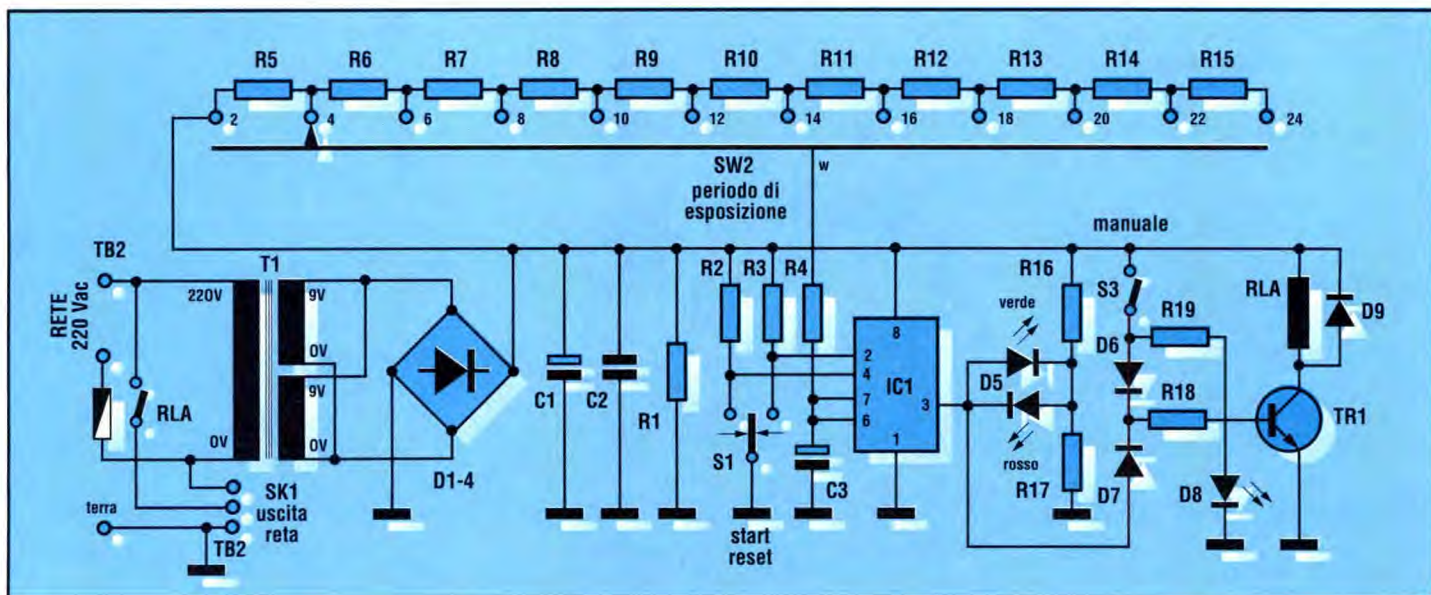 R5 R6 R7 R8 R9 R10 R11 R12 R13 R14 R15
2 4 6 8 10 12 14 16 18 20 22 24
SW2
periodo di
esposizione
w
manuale
TB2
RETE
220 Vac
T1
220V
9V
0V
9V
0V
0V
RLA
SK1
uscita
reta
terra
TB2
D1-4
C1
C2
R1
R2
R3
R4
S1
start
reset
C3
IC1
8
2
4
7
6
3
1
verde
D5
rosso
R16
R17
S3
D6
D7
R19
R18
D8
RLA
D9
TR1